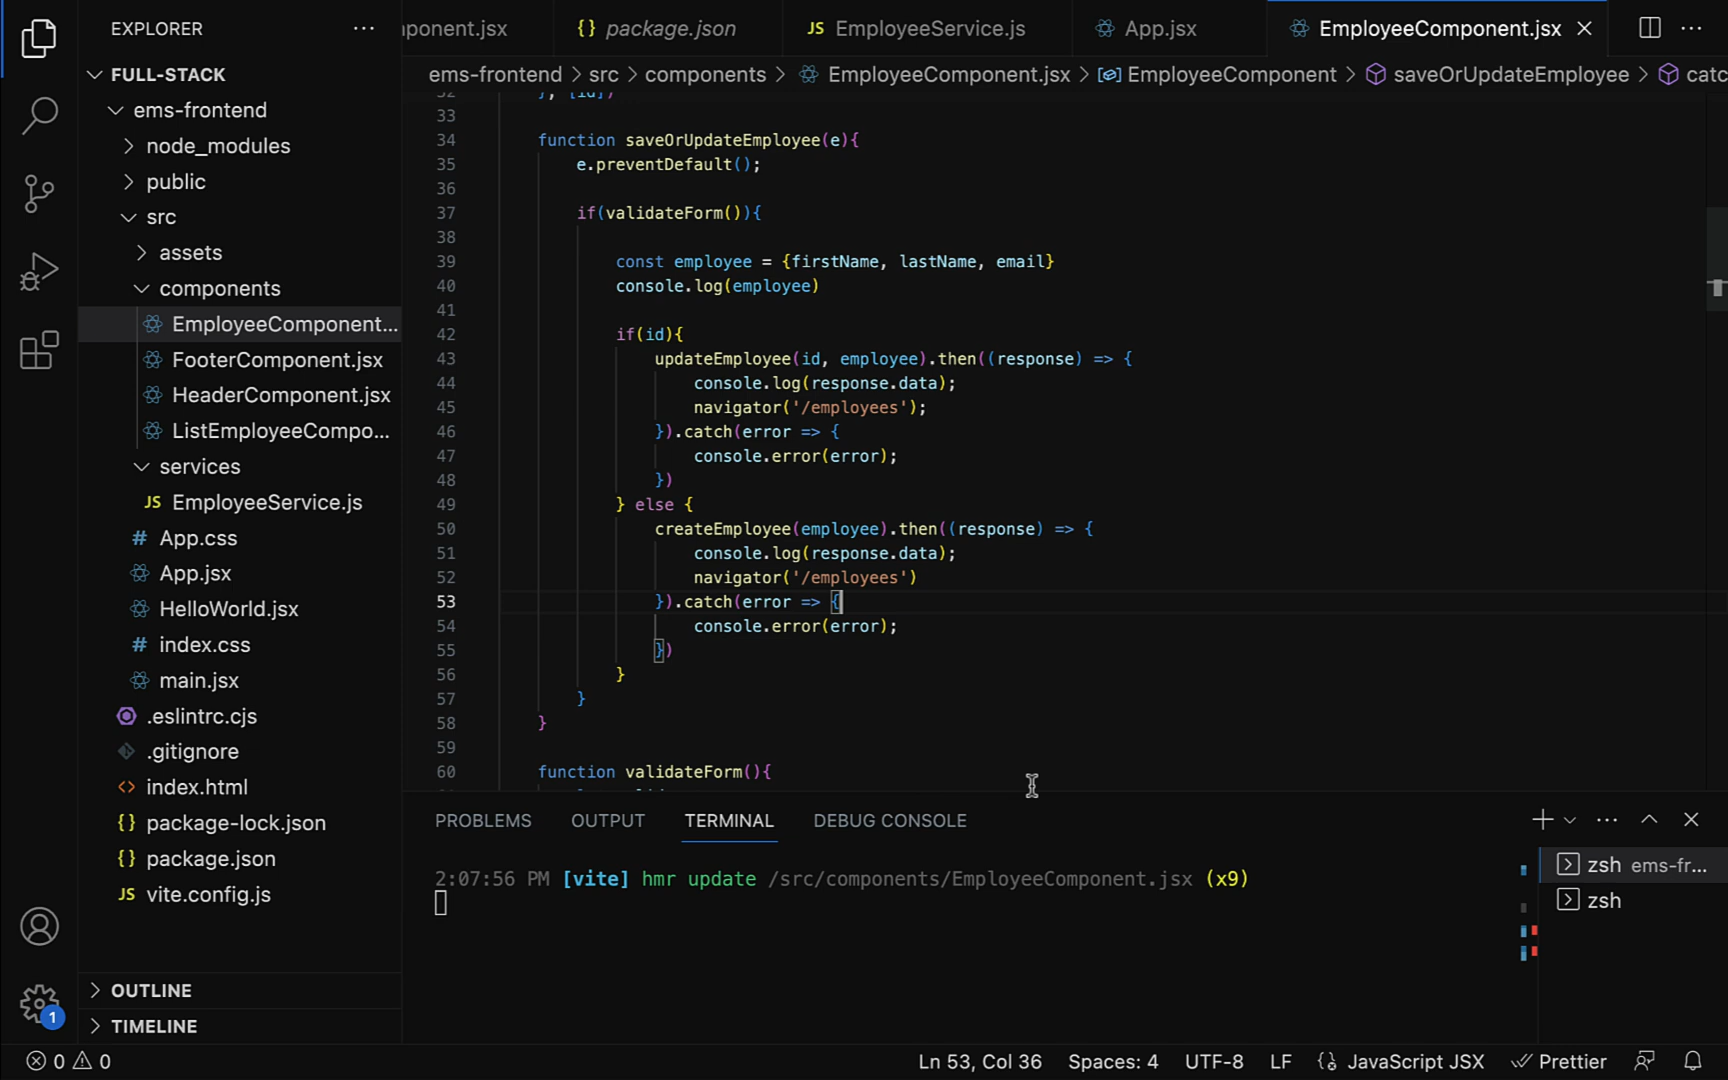 EXPLORER
FULL-STACK
ems-frontend
node_modules
public
src
assets
components
EmployeeComponent...
FooterComponent.jsx
HeaderComponent.jsx
ListEmployeeCompo...
services
JS EmployeeService.js
# App.css
App.jsx
HelloWorld.jsx
# index.css
main.jsx
.eslintrc.cjs
.gitignore
<> index.html
{} package-lock.json
{} package.json
JS vite.config.js
OUTLINE
TIMELINE
1
ponent.jsx
{} package.json
JS EmployeeService.js
App.jsx
EmployeeComponent.jsx
ems-frontend > src > components > EmployeeComponent.jsx > EmployeeComponent > saveOrUpdateEmployee > catc
32 }, [id])
33
34 function saveOrUpdateEmployee(e){
35 e.preventDefault();
36
37 if(validateForm()){
38
39 const employee = {firstName, lastName, email}
40 console.log(employee)
41
42 if(id){
43 updateEmployee(id, employee).then((response) => {
44 console.log(response.data);
45 navigator('/employees');
46 }).catch(error => {
47 console.error(error);
48 })
49 } else {
50 createEmployee(employee).then((response) => {
51 console.log(response.data);
52 navigator('/employees')
53 }).catch(error => {
54 console.error(error);
55 })
56 }
57 }
58 }
59
60 function validateForm(){
PROBLEMS OUTPUT TERMINAL DEBUG CONSOLE
2:07:56 PM [vite] hmr update /src/components/EmployeeComponent.jsx (x9)
zsh ems-fr...
zsh
0 0
Ln 53, Col 36 Spaces: 4 UTF-8 LF {} JavaScript JSX Prettier